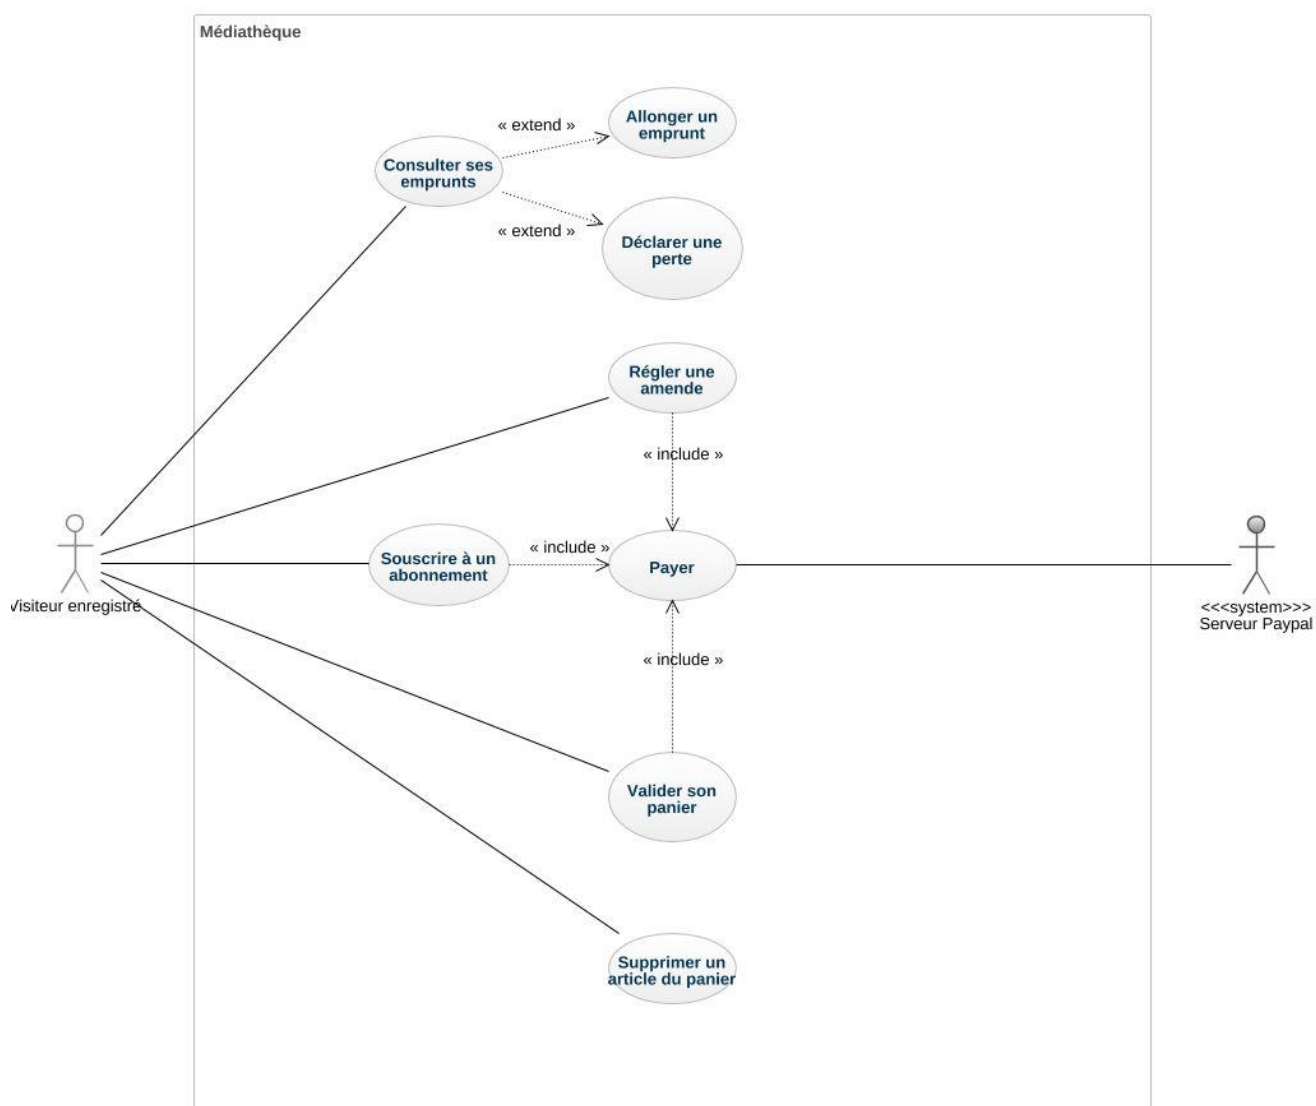 Médiathèque
Allonger un
emprunt
« extend »
Consulter ses
emprunts
« extend »
Déclarer une
perte
Régler une
amende
« include »
Souscrire à un
abonnement
« include »
Payer
Visiteur enregistré
<<<system>>>
Serveur Paypal
« include »
Valider son
panier
Supprimer un
article du panier